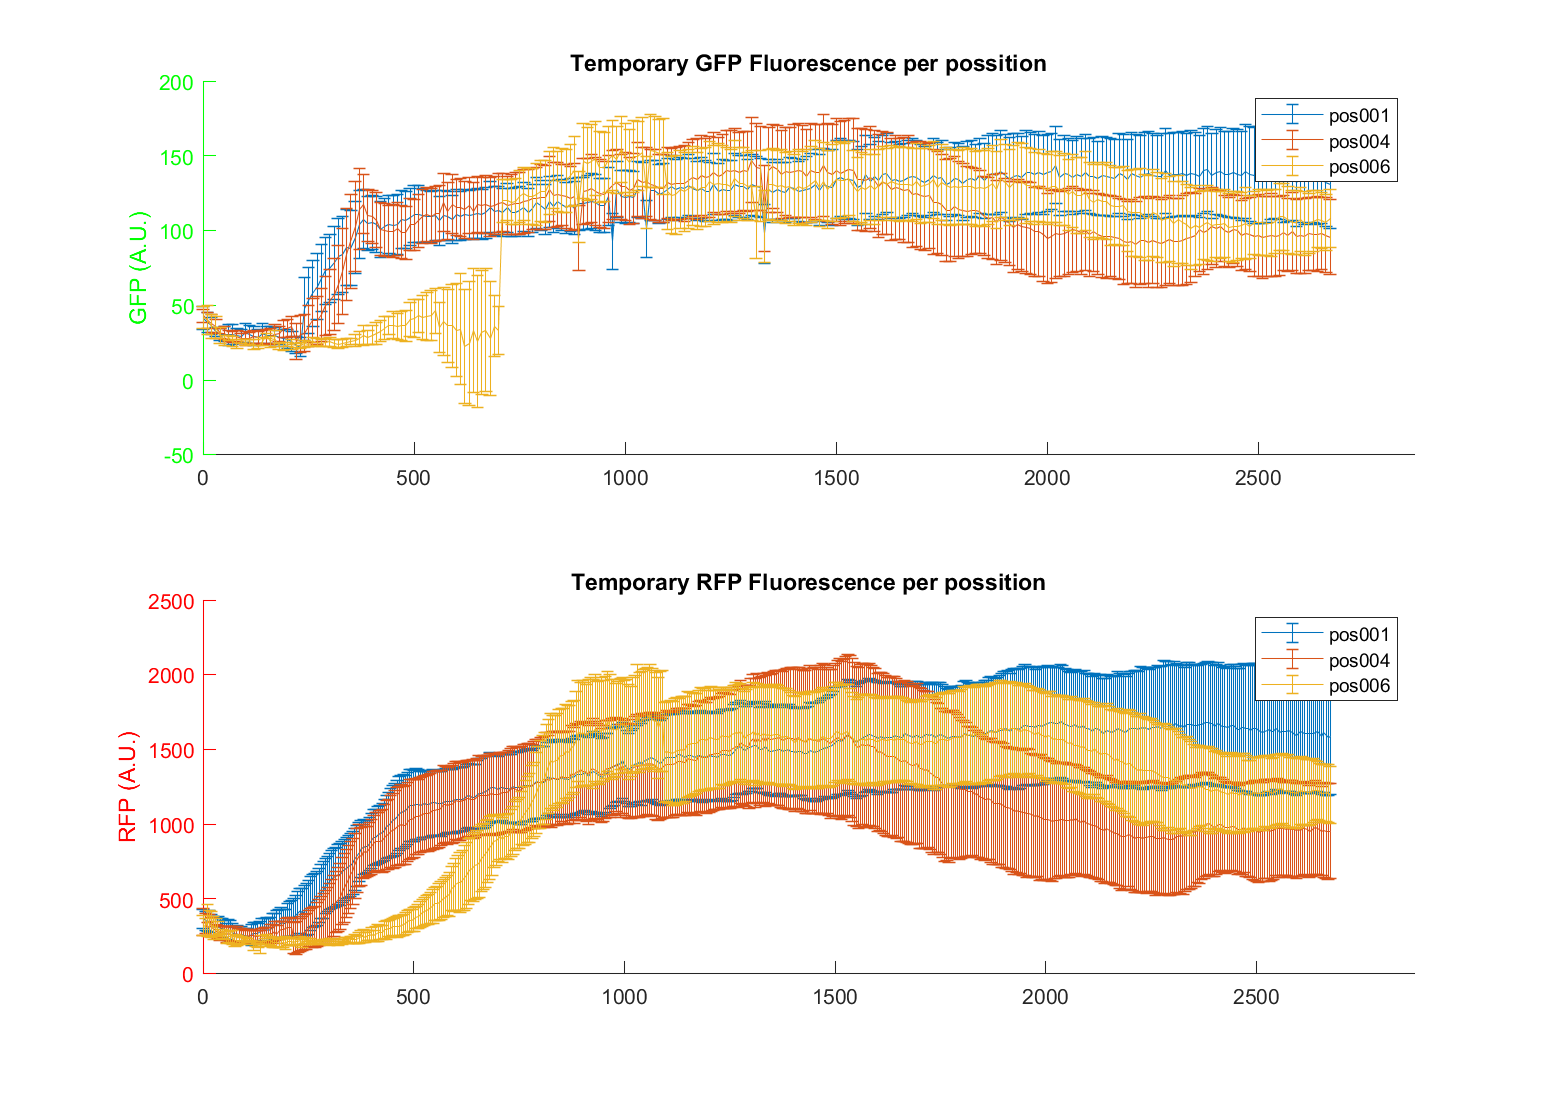 Temporary GFP Fluorescence per possition
GFP (A.U.)
200
150
100
50
0
-50
0 500 1000 1500 2000 2500
pos001
pos004
pos006
Temporary RFP Fluorescence per possition
RFP (A.U.)
2500
2000
1500
1000
500
0
0 500 1000 1500 2000 2500
pos001
pos004
pos006